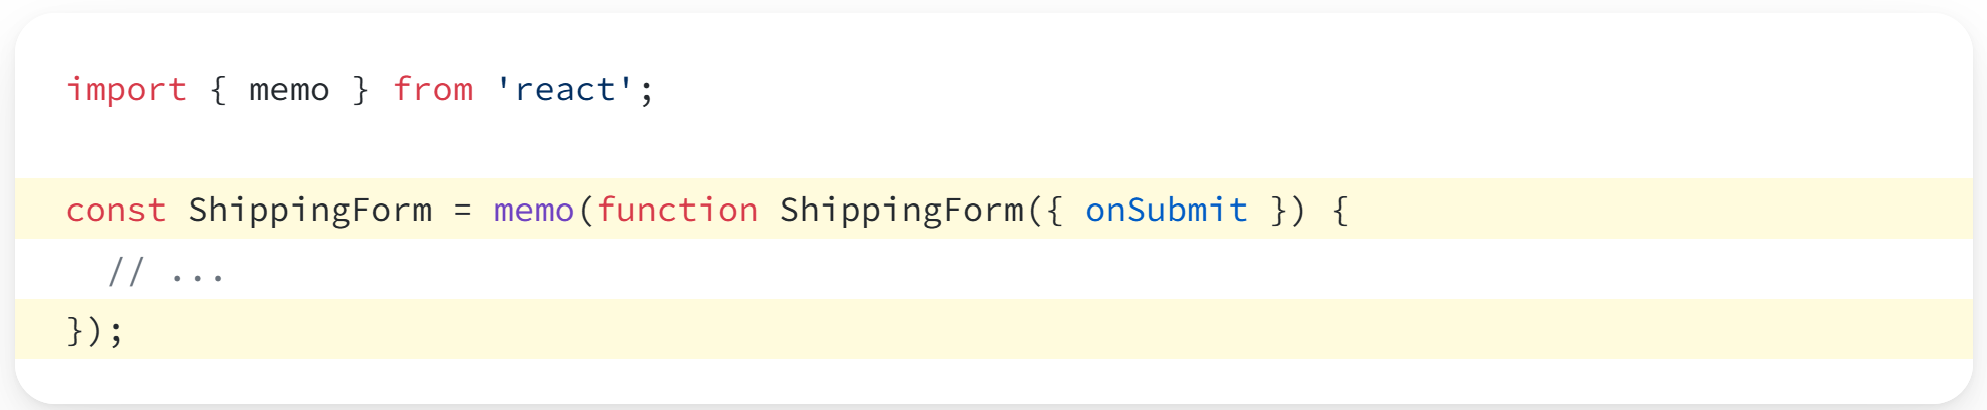 import { memo } from 'react';
const ShippingForm = memo(function ShippingForm({ onSubmit }) {
  // ...
});